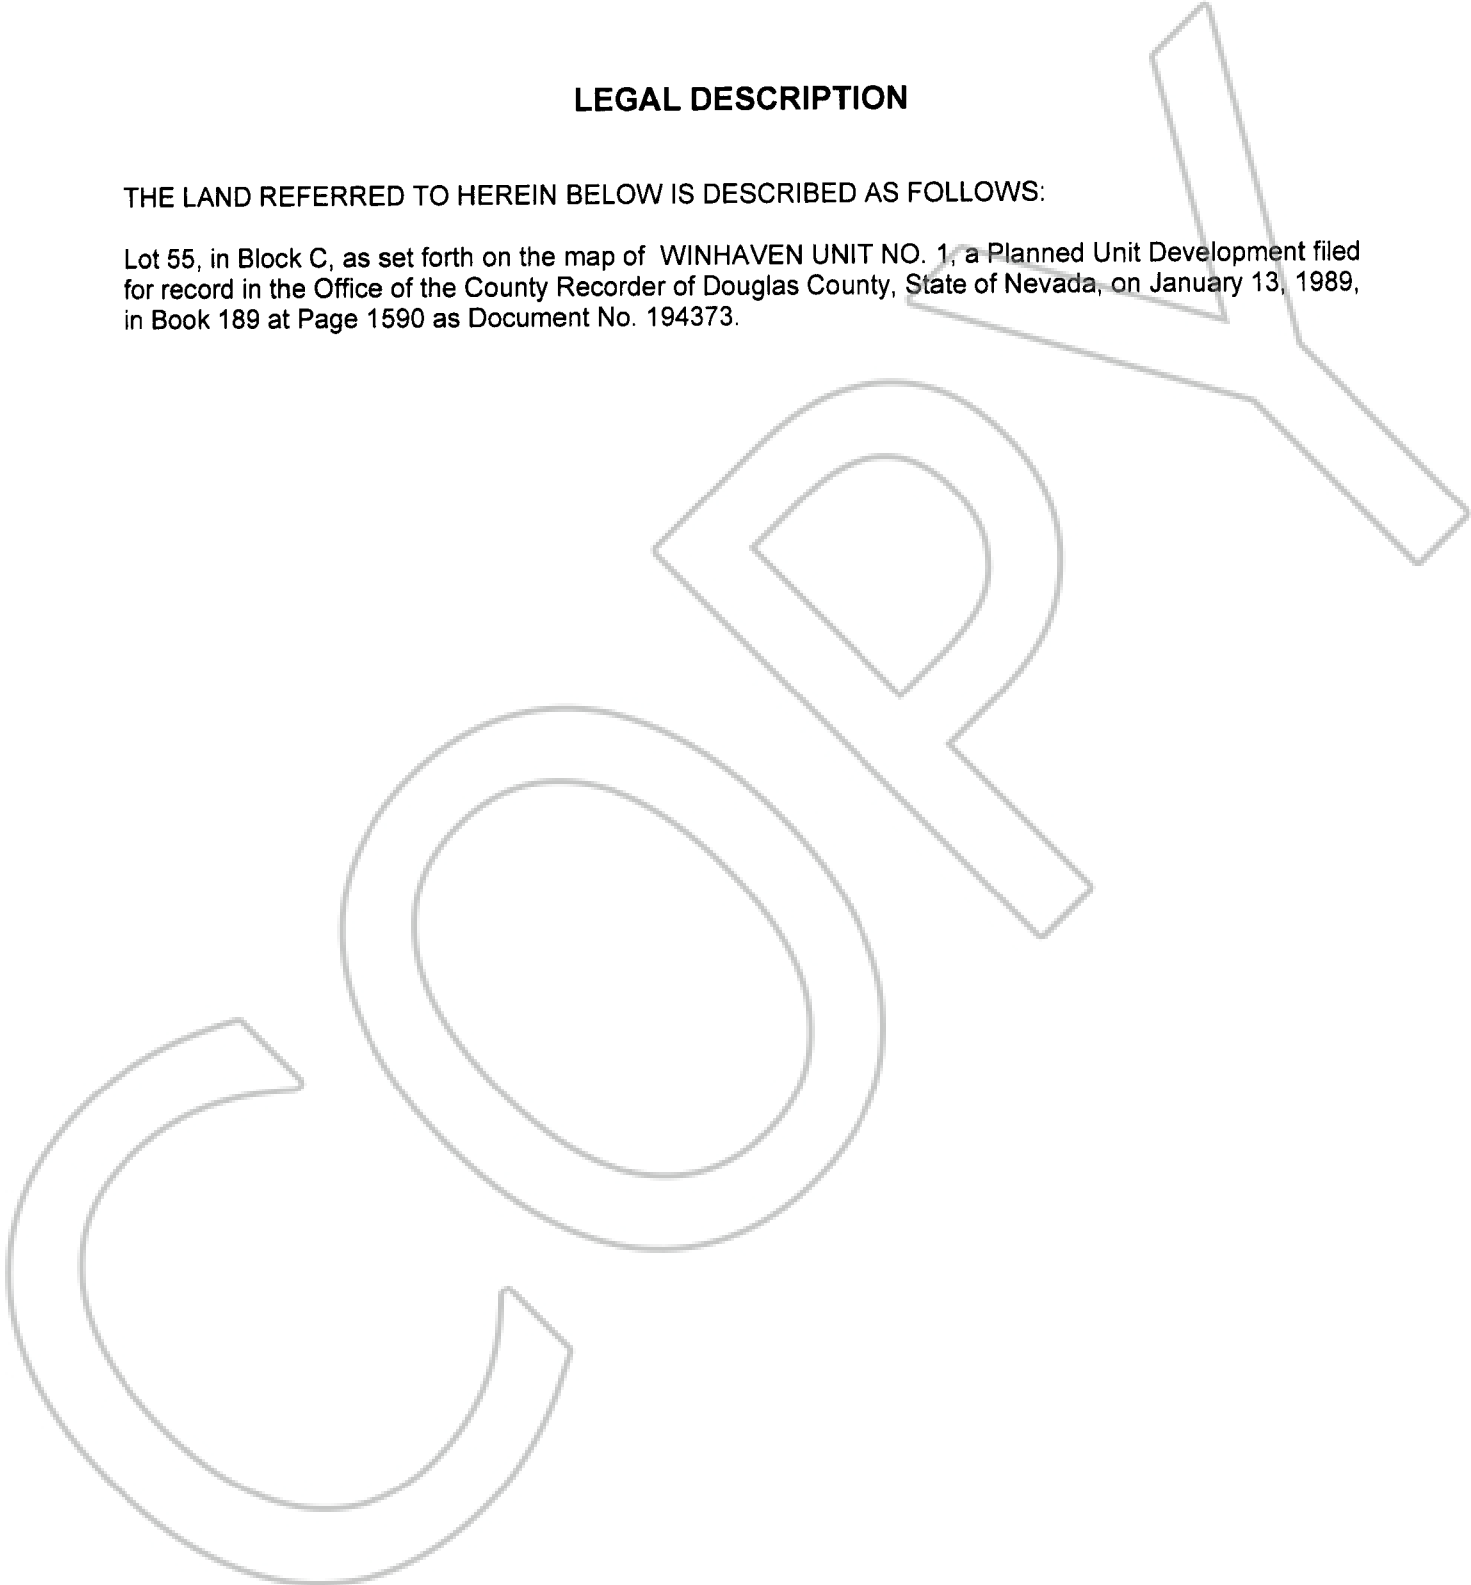 LEGAL DESCRIPTION
THE LAND REFERRED TO HEREIN BELOW IS DESCRIBED AS FOLLOWS:
Lot 55, in Block C, as set forth on the map of WINHAVEN UNIT NO. 1, a Planned Unit Development filed
for record in the Office of the County Recorder of Douglas County, State of Nevada, on January 13, 1989,
in Book 189 at Page 1590 as Document No. 194373.
COPY